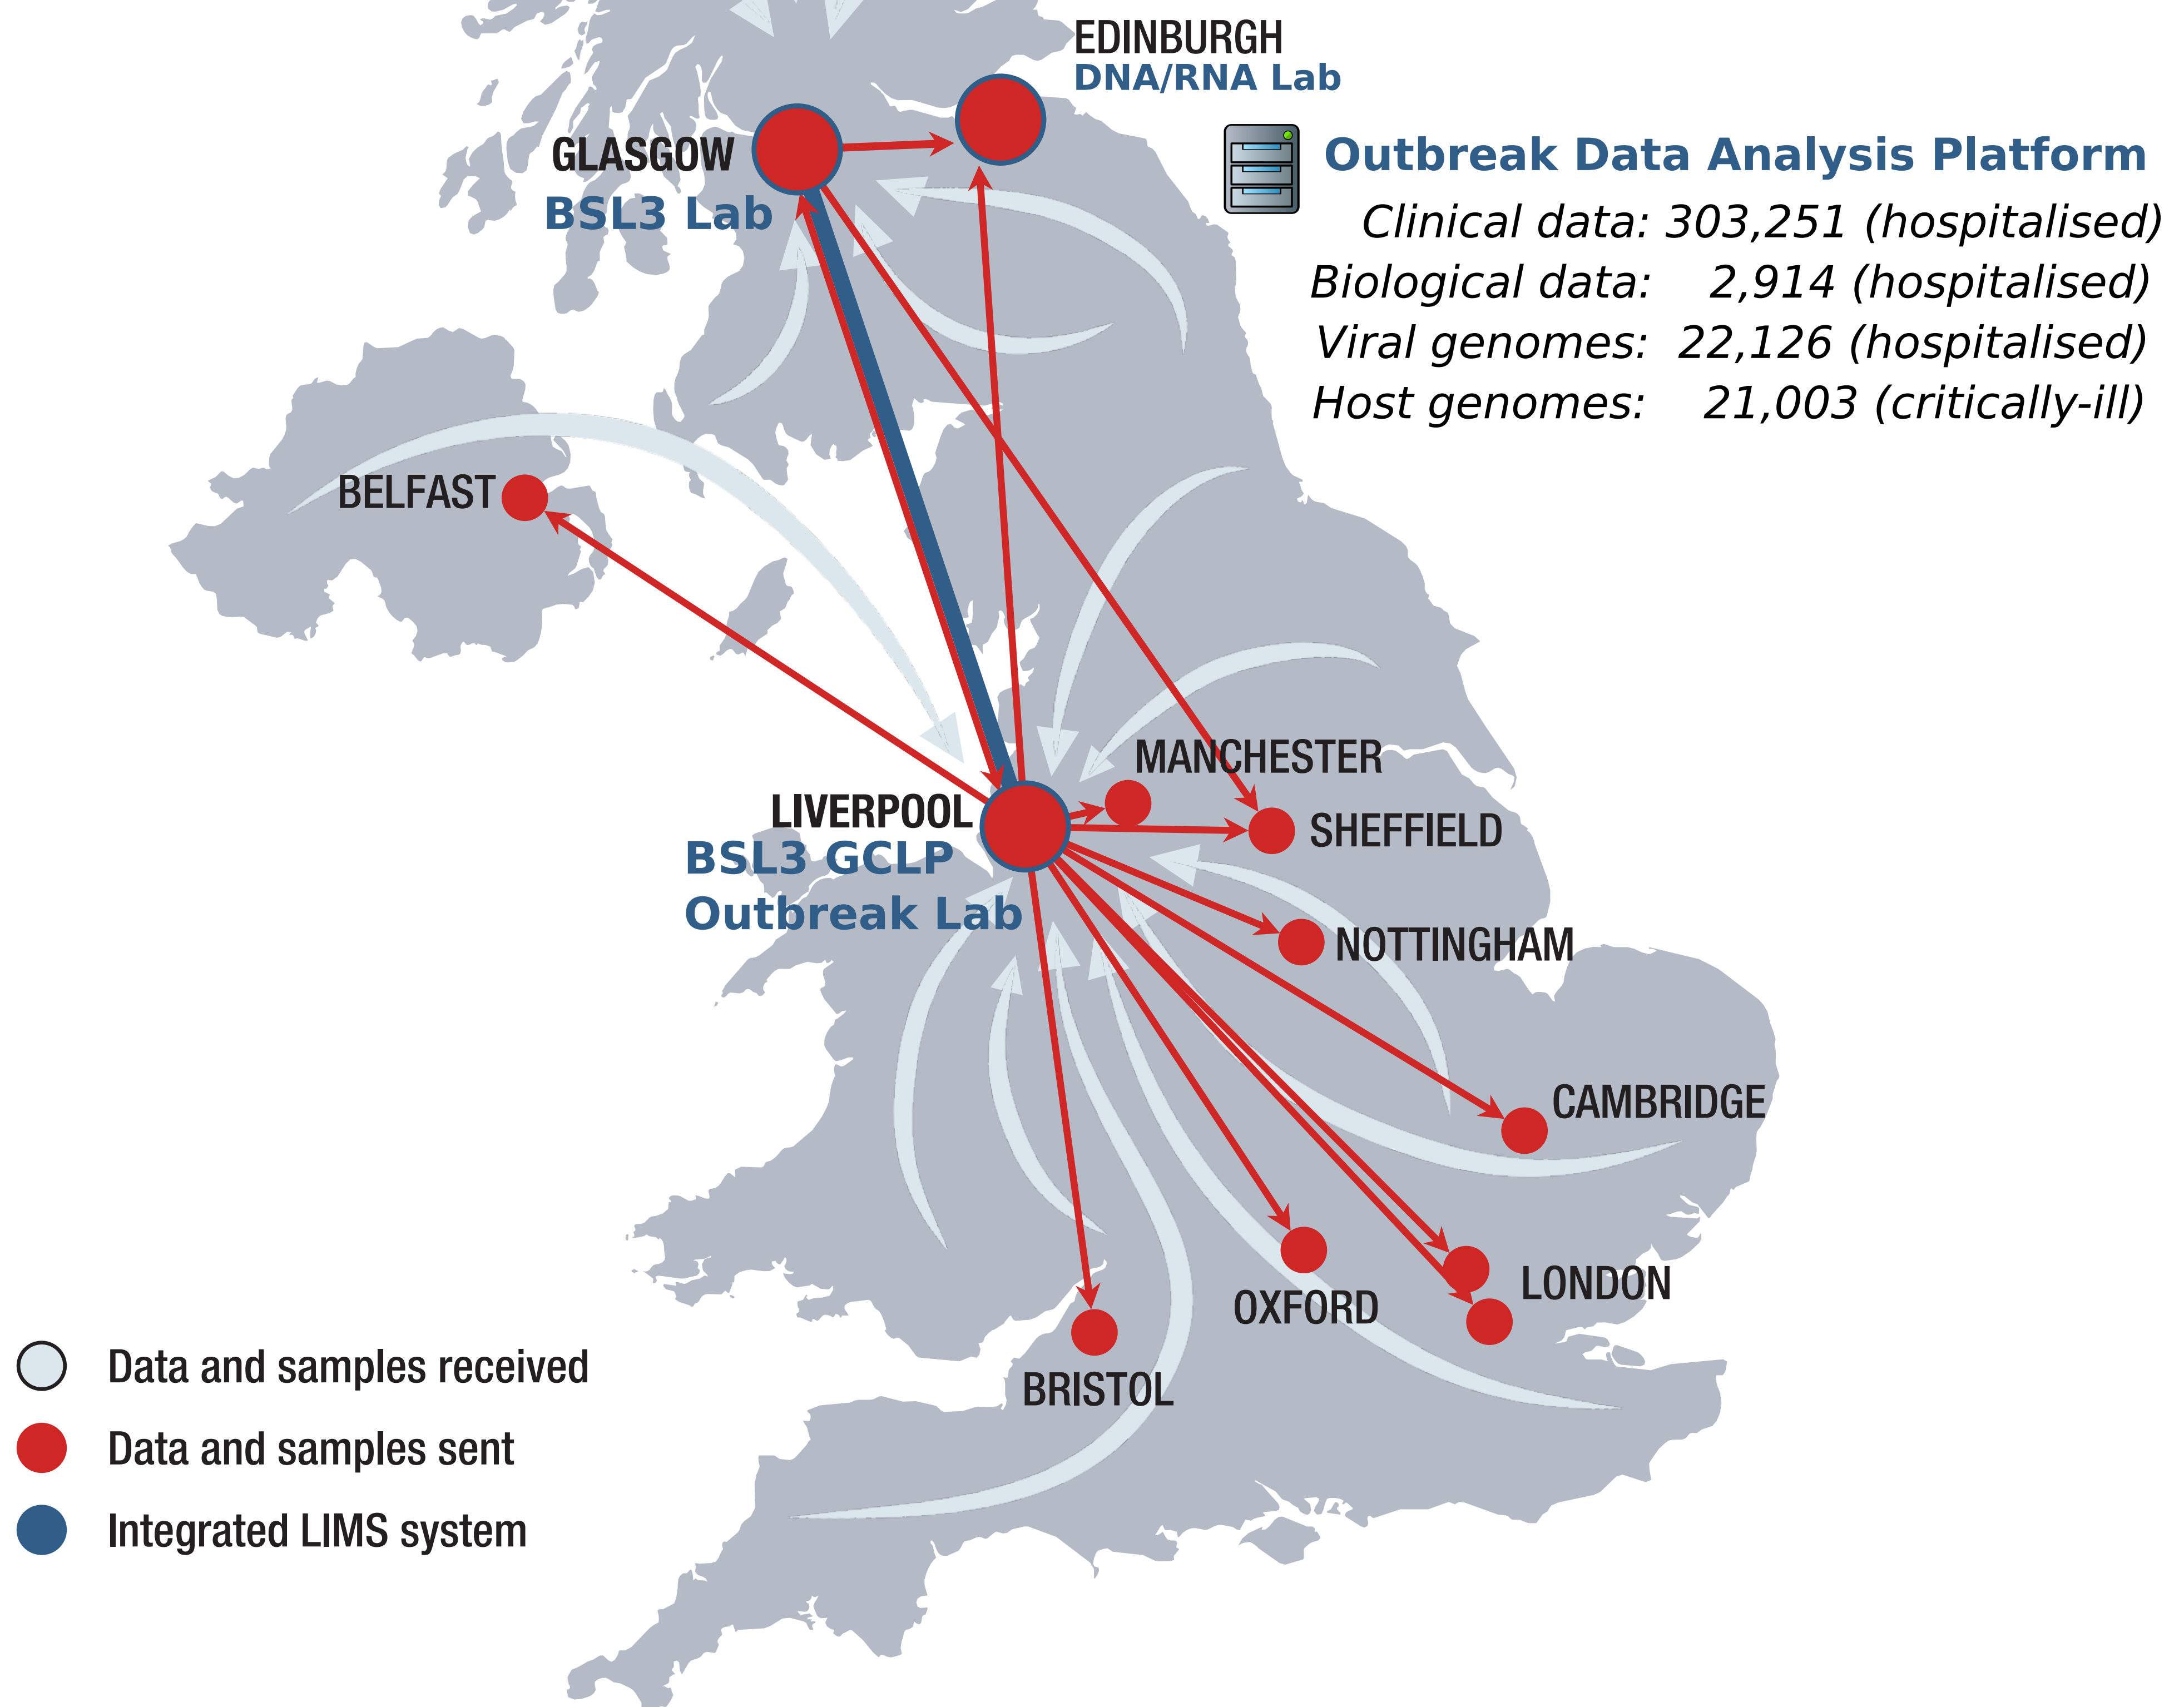 EDINBURGH
DNA/RNA Lab
GLASGOW
BSL3 Lab
Outbreak Data Analysis Platform
Clinical data: 303,251 (hospitalised)
Biological data: 2,914 (hospitalised)
Viral genomes: 22,126 (hospitalised)
Host genomes: 21,003 (critically-ill)
BELFAST
MANCHESTER
LIVERPOOL
BSL3 GCLP
Outbreak Lab
SHEFFIELD
NOTTINGHAM
CAMBRIDGE
LONDON
OXFORD
BRISTOL
Data and samples received
Data and samples sent
Integrated LIMS system